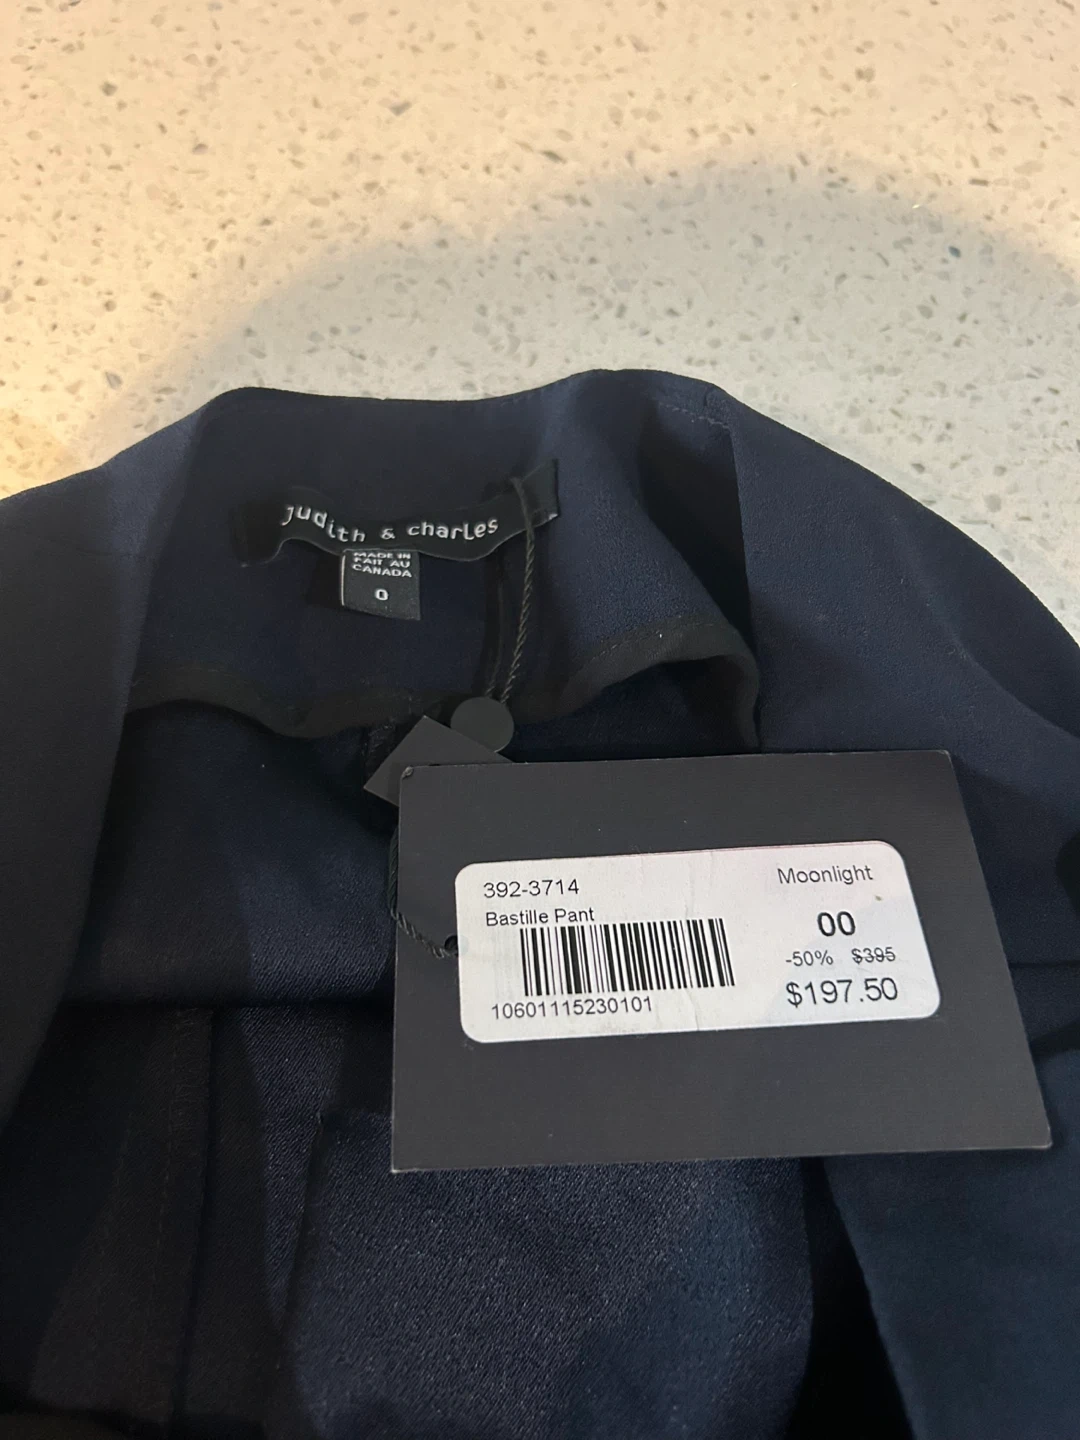 judith & charles
MADE IN
FAIT AU
CANADA
0
392-3714
Moonlight
Bastille Pant
00
-50% $395
10601115230101
$197.50